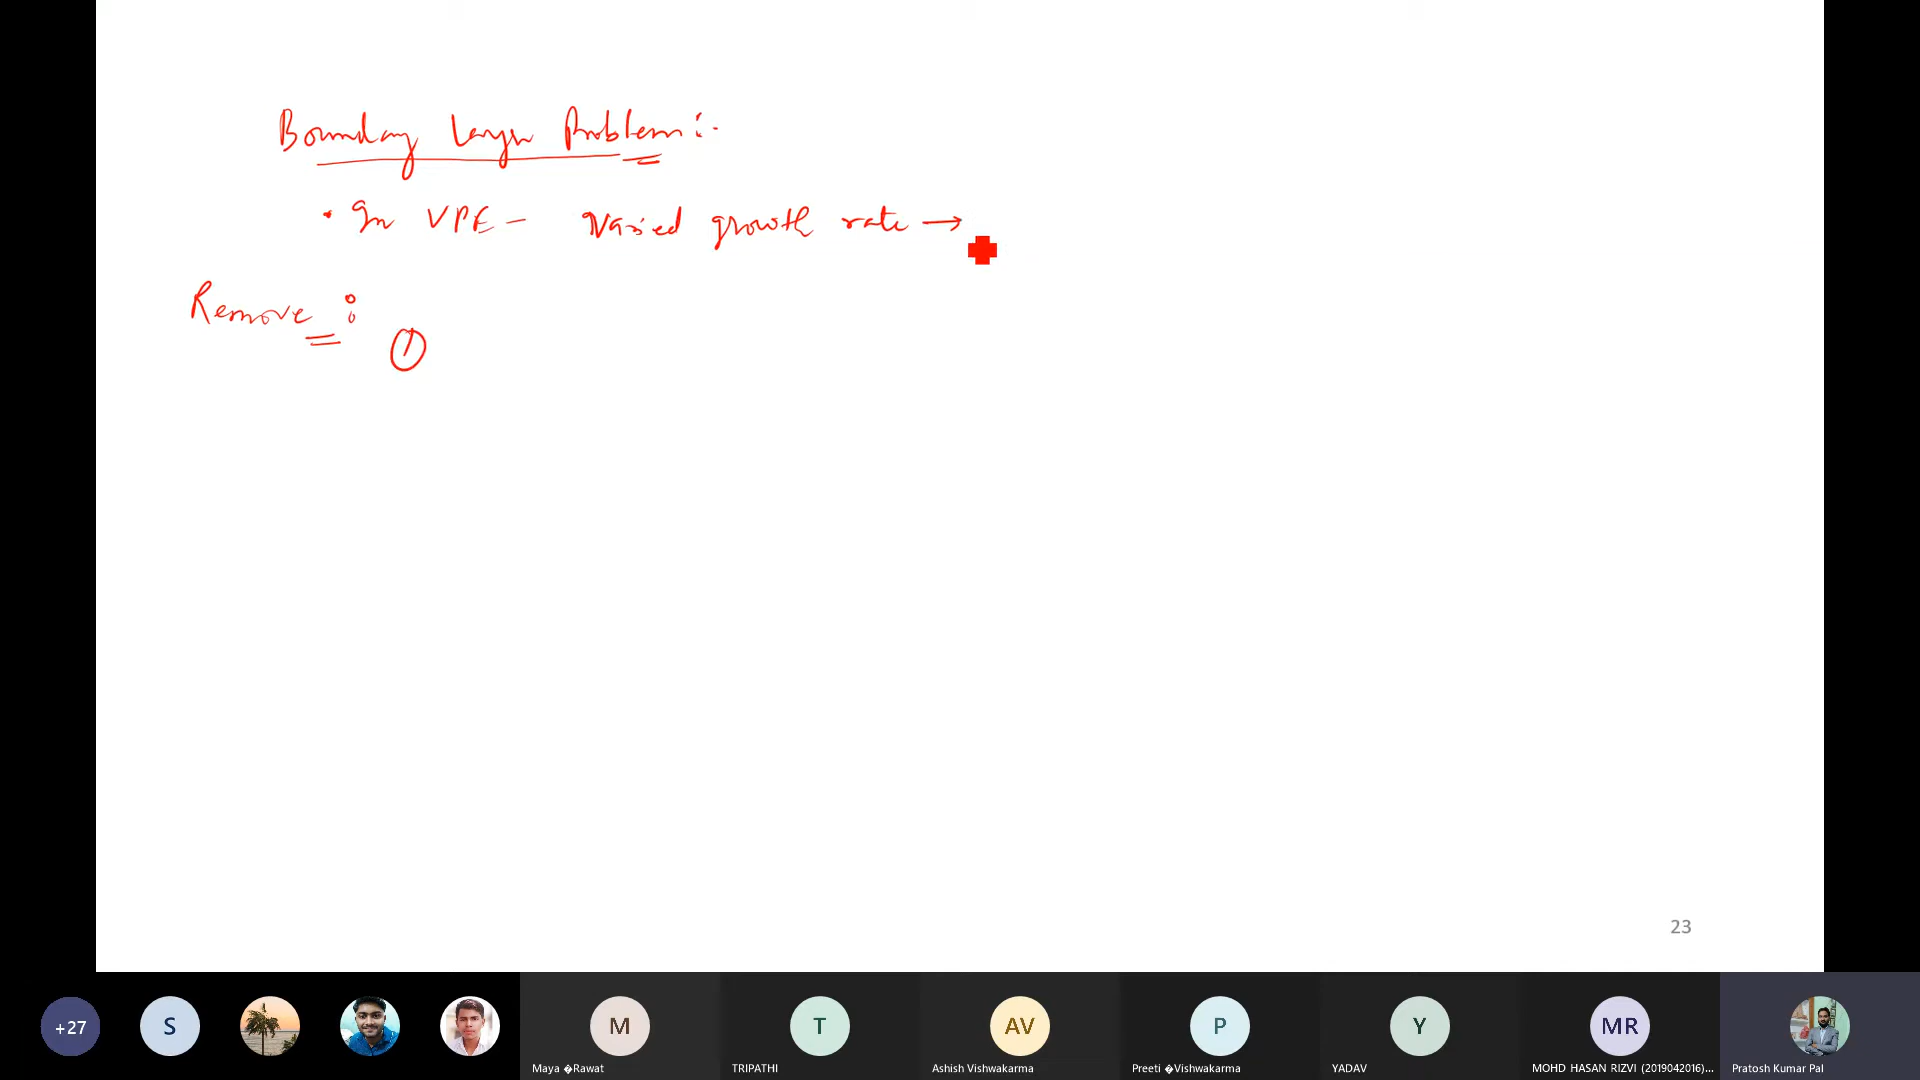 Boundary Layer Problem :-
• In VPE - Varied growth rate →
Remove :
①
23
+27
S
M
T
AV
P
Y
MR
Maya �Rawat
TRIPATHI
Ashish Vishwakarma
Preeti �Vishwakarma
YADAV
MOHD HASAN RIZVI (2019042016)...
Pratosh Kumar Pal